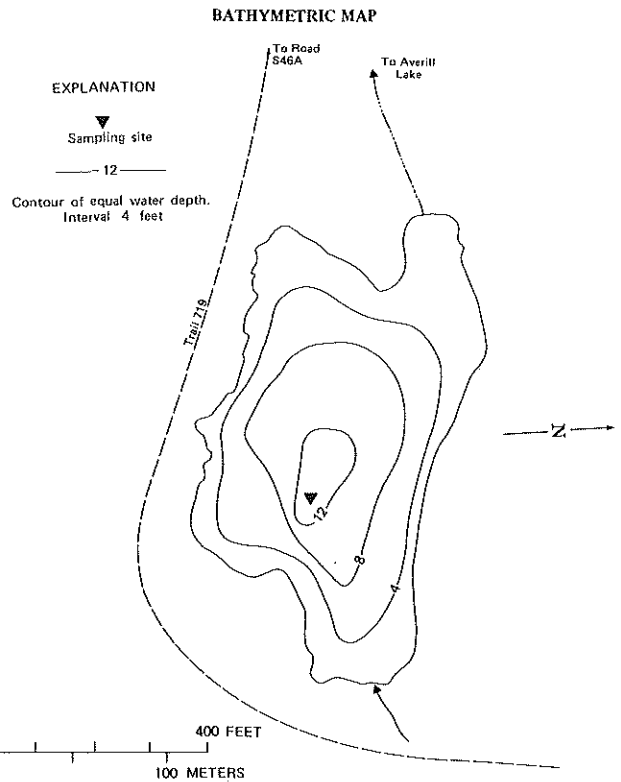 BATHYMETRIC MAP
To Road
S46A
To Averill
Lake
EXPLANATION
Sampling site
12
Contour of equal water depth.
Interval 4 feet
Trail 719
N
12
8
4
400 FEET
100 METERS